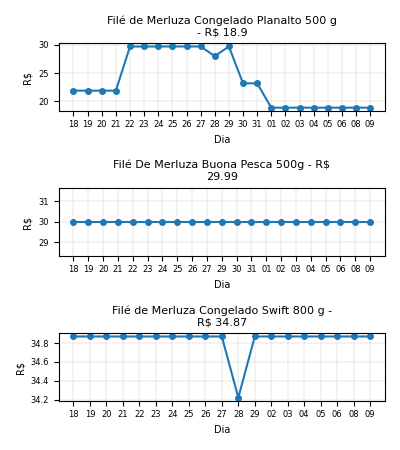 Filé de Merluza Congelado Planalto 500 g
- R$ 18.9
30
25
20
R$
18 19 20 21 22 23 24 25 26 27 28 29 30 31 01 02 03 04 05 06 08 09
Dia
Filé De Merluza Buona Pesca 500g - R$
29.99
31
30
29
R$
18 19 20 21 22 23 24 25 26 27 29 30 31 01 02 03 04 05 06 08 09
Dia
Filé de Merluza Congelado Swift 800 g -
R$ 34.87
34.8
34.6
34.4
34.2
R$
18 19 20 21 22 23 24 25 26 27 28 29 02 03 04 05 06 08 09
Dia